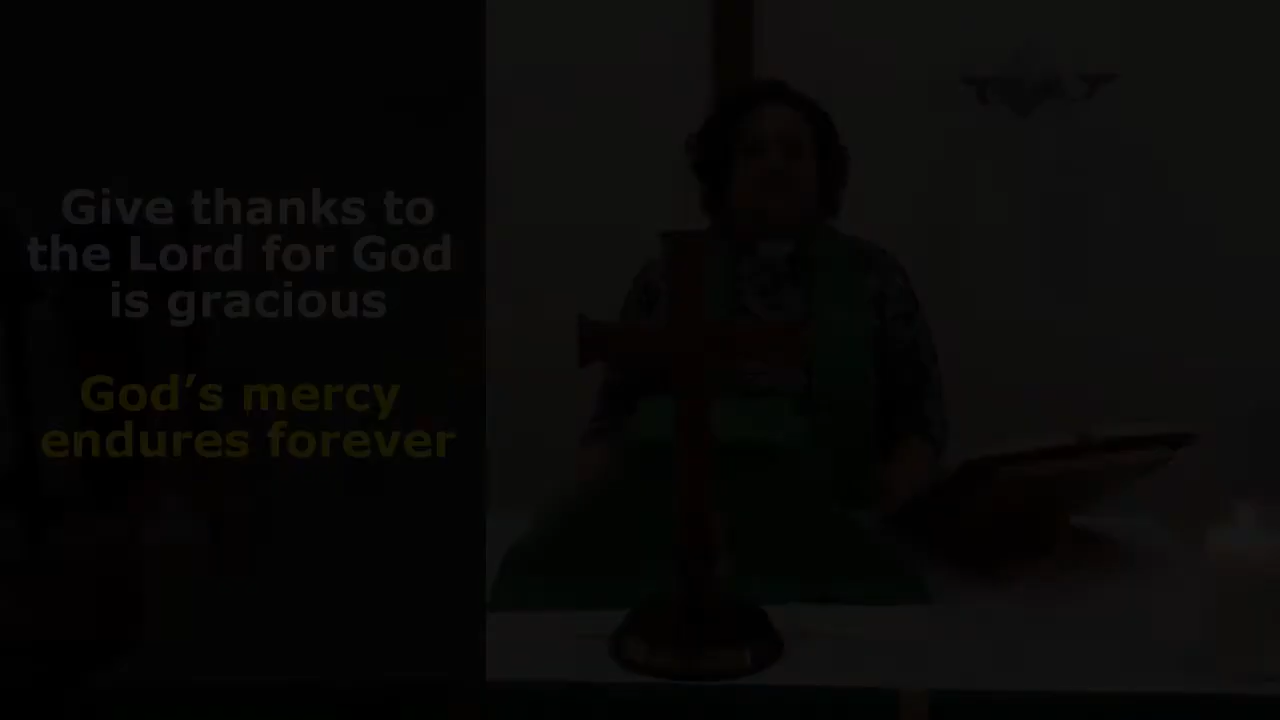 Give thanks to
the Lord for God
is gracious
God’s mercy
endures forever